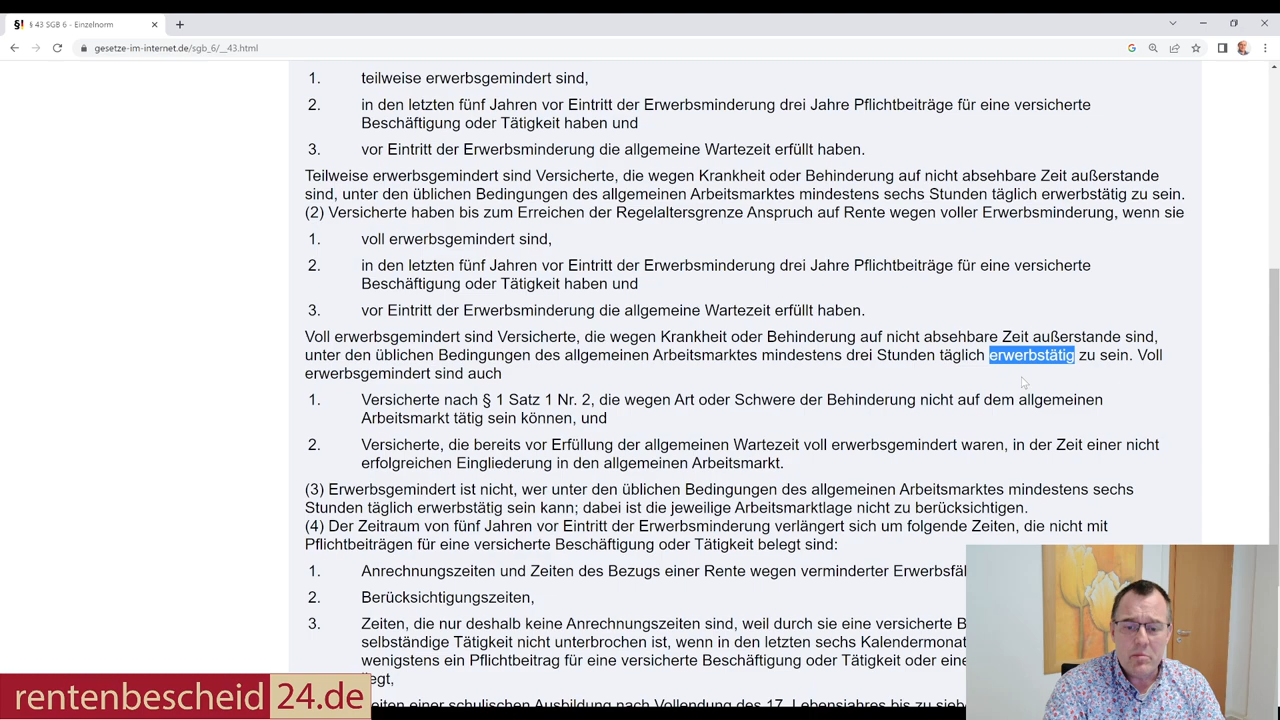 § 43 SGB 6 - Einzelnorm
gesetze-im-internet.de/sgb_6/__43.html
1. teilweise erwerbsgemindert sind,
2. in den letzten fünf Jahren vor Eintritt der Erwerbsminderung drei Jahre Pflichtbeiträge für eine versicherte
Beschäftigung oder Tätigkeit haben und
3. vor Eintritt der Erwerbsminderung die allgemeine Wartezeit erfüllt haben.
Teilweise erwerbsgemindert sind Versicherte, die wegen Krankheit oder Behinderung auf nicht absehbare Zeit außerstande
sind, unter den üblichen Bedingungen des allgemeinen Arbeitsmarktes mindestens sechs Stunden täglich erwerbstätig zu sein.
(2) Versicherte haben bis zum Erreichen der Regelaltersgrenze Anspruch auf Rente wegen voller Erwerbsminderung, wenn sie
1. voll erwerbsgemindert sind,
2. in den letzten fünf Jahren vor Eintritt der Erwerbsminderung drei Jahre Pflichtbeiträge für eine versicherte
Beschäftigung oder Tätigkeit haben und
3. vor Eintritt der Erwerbsminderung die allgemeine Wartezeit erfüllt haben.
Voll erwerbsgemindert sind Versicherte, die wegen Krankheit oder Behinderung auf nicht absehbare Zeit außerstande sind,
unter den üblichen Bedingungen des allgemeinen Arbeitsmarktes mindestens drei Stunden täglich erwerbstätig zu sein. Voll
erwerbsgemindert sind auch
1. Versicherte nach § 1 Satz 1 Nr. 2, die wegen Art oder Schwere der Behinderung nicht auf dem allgemeinen
Arbeitsmarkt tätig sein können, und
2. Versicherte, die bereits vor Erfüllung der allgemeinen Wartezeit voll erwerbsgemindert waren, in der Zeit einer nicht
erfolgreichen Eingliederung in den allgemeinen Arbeitsmarkt.
(3) Erwerbsgemindert ist nicht, wer unter den üblichen Bedingungen des allgemeinen Arbeitsmarktes mindestens sechs
Stunden täglich erwerbstätig sein kann; dabei ist die jeweilige Arbeitsmarktlage nicht zu berücksichtigen.
(4) Der Zeitraum von fünf Jahren vor Eintritt der Erwerbsminderung verlängert sich um folgende Zeiten, die nicht mit
Pflichtbeiträgen für eine versicherte Beschäftigung oder Tätigkeit belegt sind:
1. Anrechnungszeiten und Zeiten des Bezugs einer Rente wegen verminderter
2. Berücksichtigungszeiten,
3. Zeiten, die nur deshalb keine Anrechnungszeiten sind, weil durch sie eine versicherte
selbständige Tätigkeit nicht unterbrochen ist, wenn in den letzten sechs
wenigstens ein Pflichtbeitrag für eine versicherte Beschäftigung oder Tätigkeit oder
einer schulischen Ausbildung nach Vollendung des 17. Lebensjahres bis zu
rentenbescheid24.de